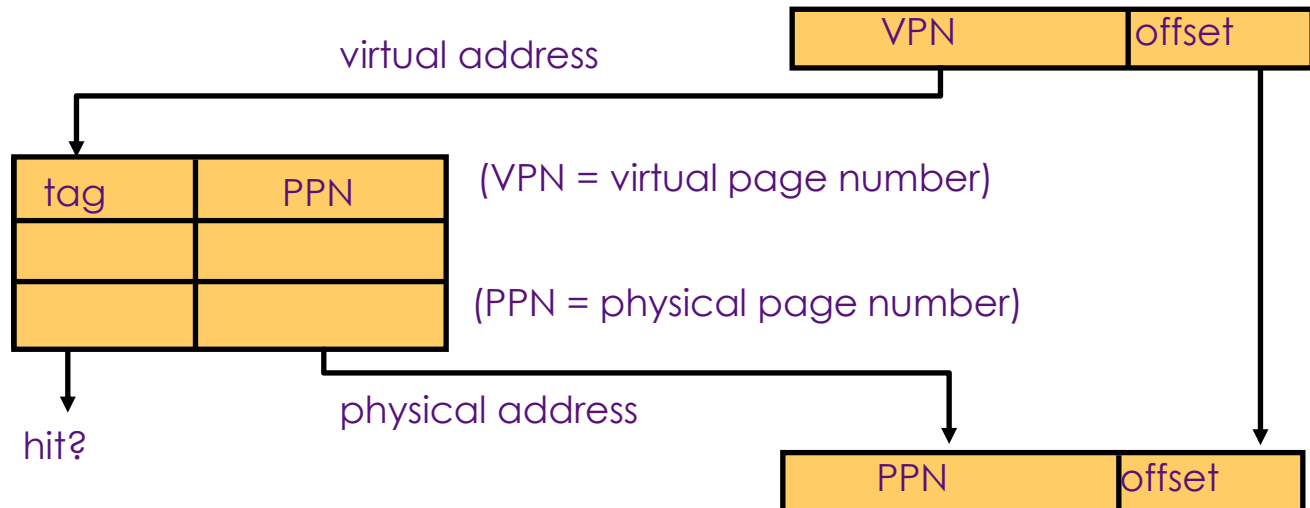 VPN offset
virtual address
tag PPN
(VPN = virtual page number)
(PPN = physical page number)
physical address
hit?
PPN offset